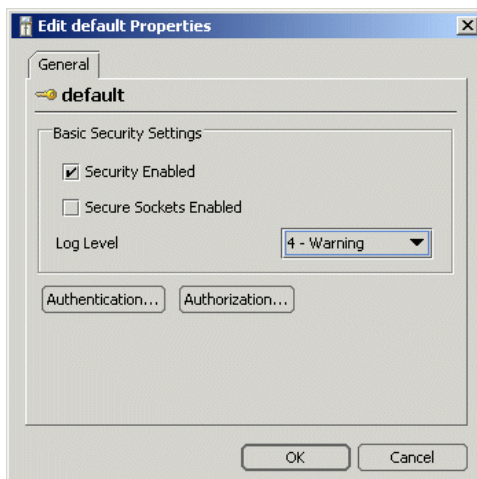 Edit default Properties
General
default
Basic Security Settings
Security Enabled
Secure Sockets Enabled
Log Level 4 - Warning
Authentication... Authorization...
OK Cancel